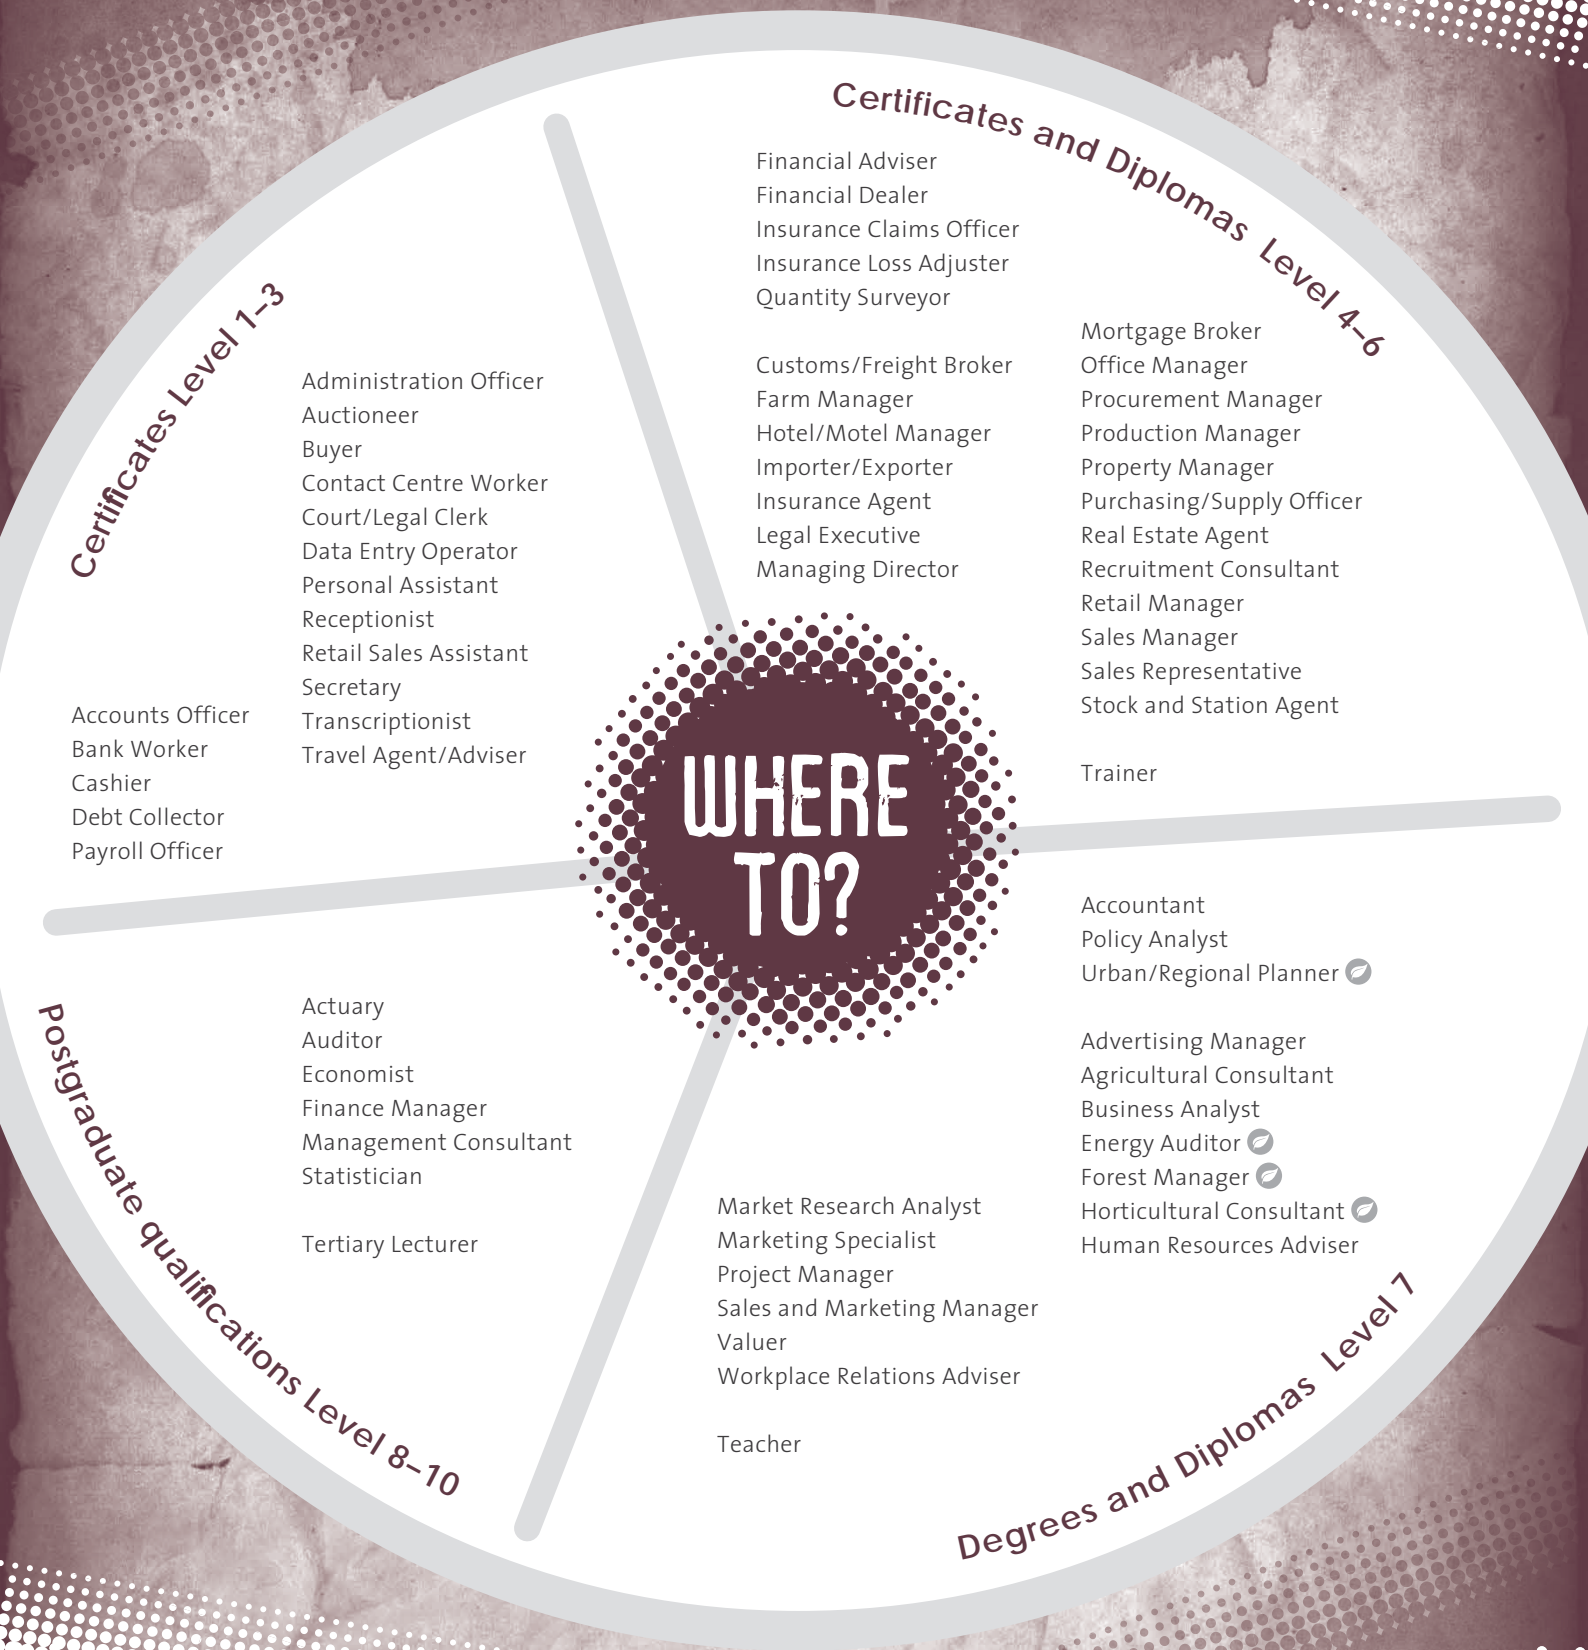 Certificates Level 1–3
Administration Officer
Auctioneer
Buyer
Contact Centre Worker
Court/Legal Clerk
Data Entry Operator
Personal Assistant
Receptionist
Retail Sales Assistant
Secretary
Transcriptionist
Travel Agent/Adviser
Accounts Officer
Bank Worker
Cashier
Debt Collector
Payroll Officer
Certificates and Diplomas Level 4–6
Financial Adviser
Financial Dealer
Insurance Claims Officer
Insurance Loss Adjuster
Quantity Surveyor
Customs/Freight Broker
Farm Manager
Hotel/Motel Manager
Importer/Exporter
Insurance Agent
Legal Executive
Managing Director
Mortgage Broker
Office Manager
Procurement Manager
Production Manager
Property Manager
Purchasing/Supply Officer
Real Estate Agent
Recruitment Consultant
Retail Manager
Sales Manager
Sales Representative
Stock and Station Agent
Trainer
WHERE
TO?
Accountant
Policy Analyst
Urban/Regional Planner
Advertising Manager
Agricultural Consultant
Business Analyst
Energy Auditor
Forest Manager
Horticultural Consultant
Human Resources Adviser
Market Research Analyst
Marketing Specialist
Project Manager
Sales and Marketing Manager
Valuer
Workplace Relations Adviser
Teacher
Degrees and Diplomas Level 7
Actuary
Auditor
Economist
Finance Manager
Management Consultant
Statistician
Tertiary Lecturer
Postgraduate qualifications Level 8–10